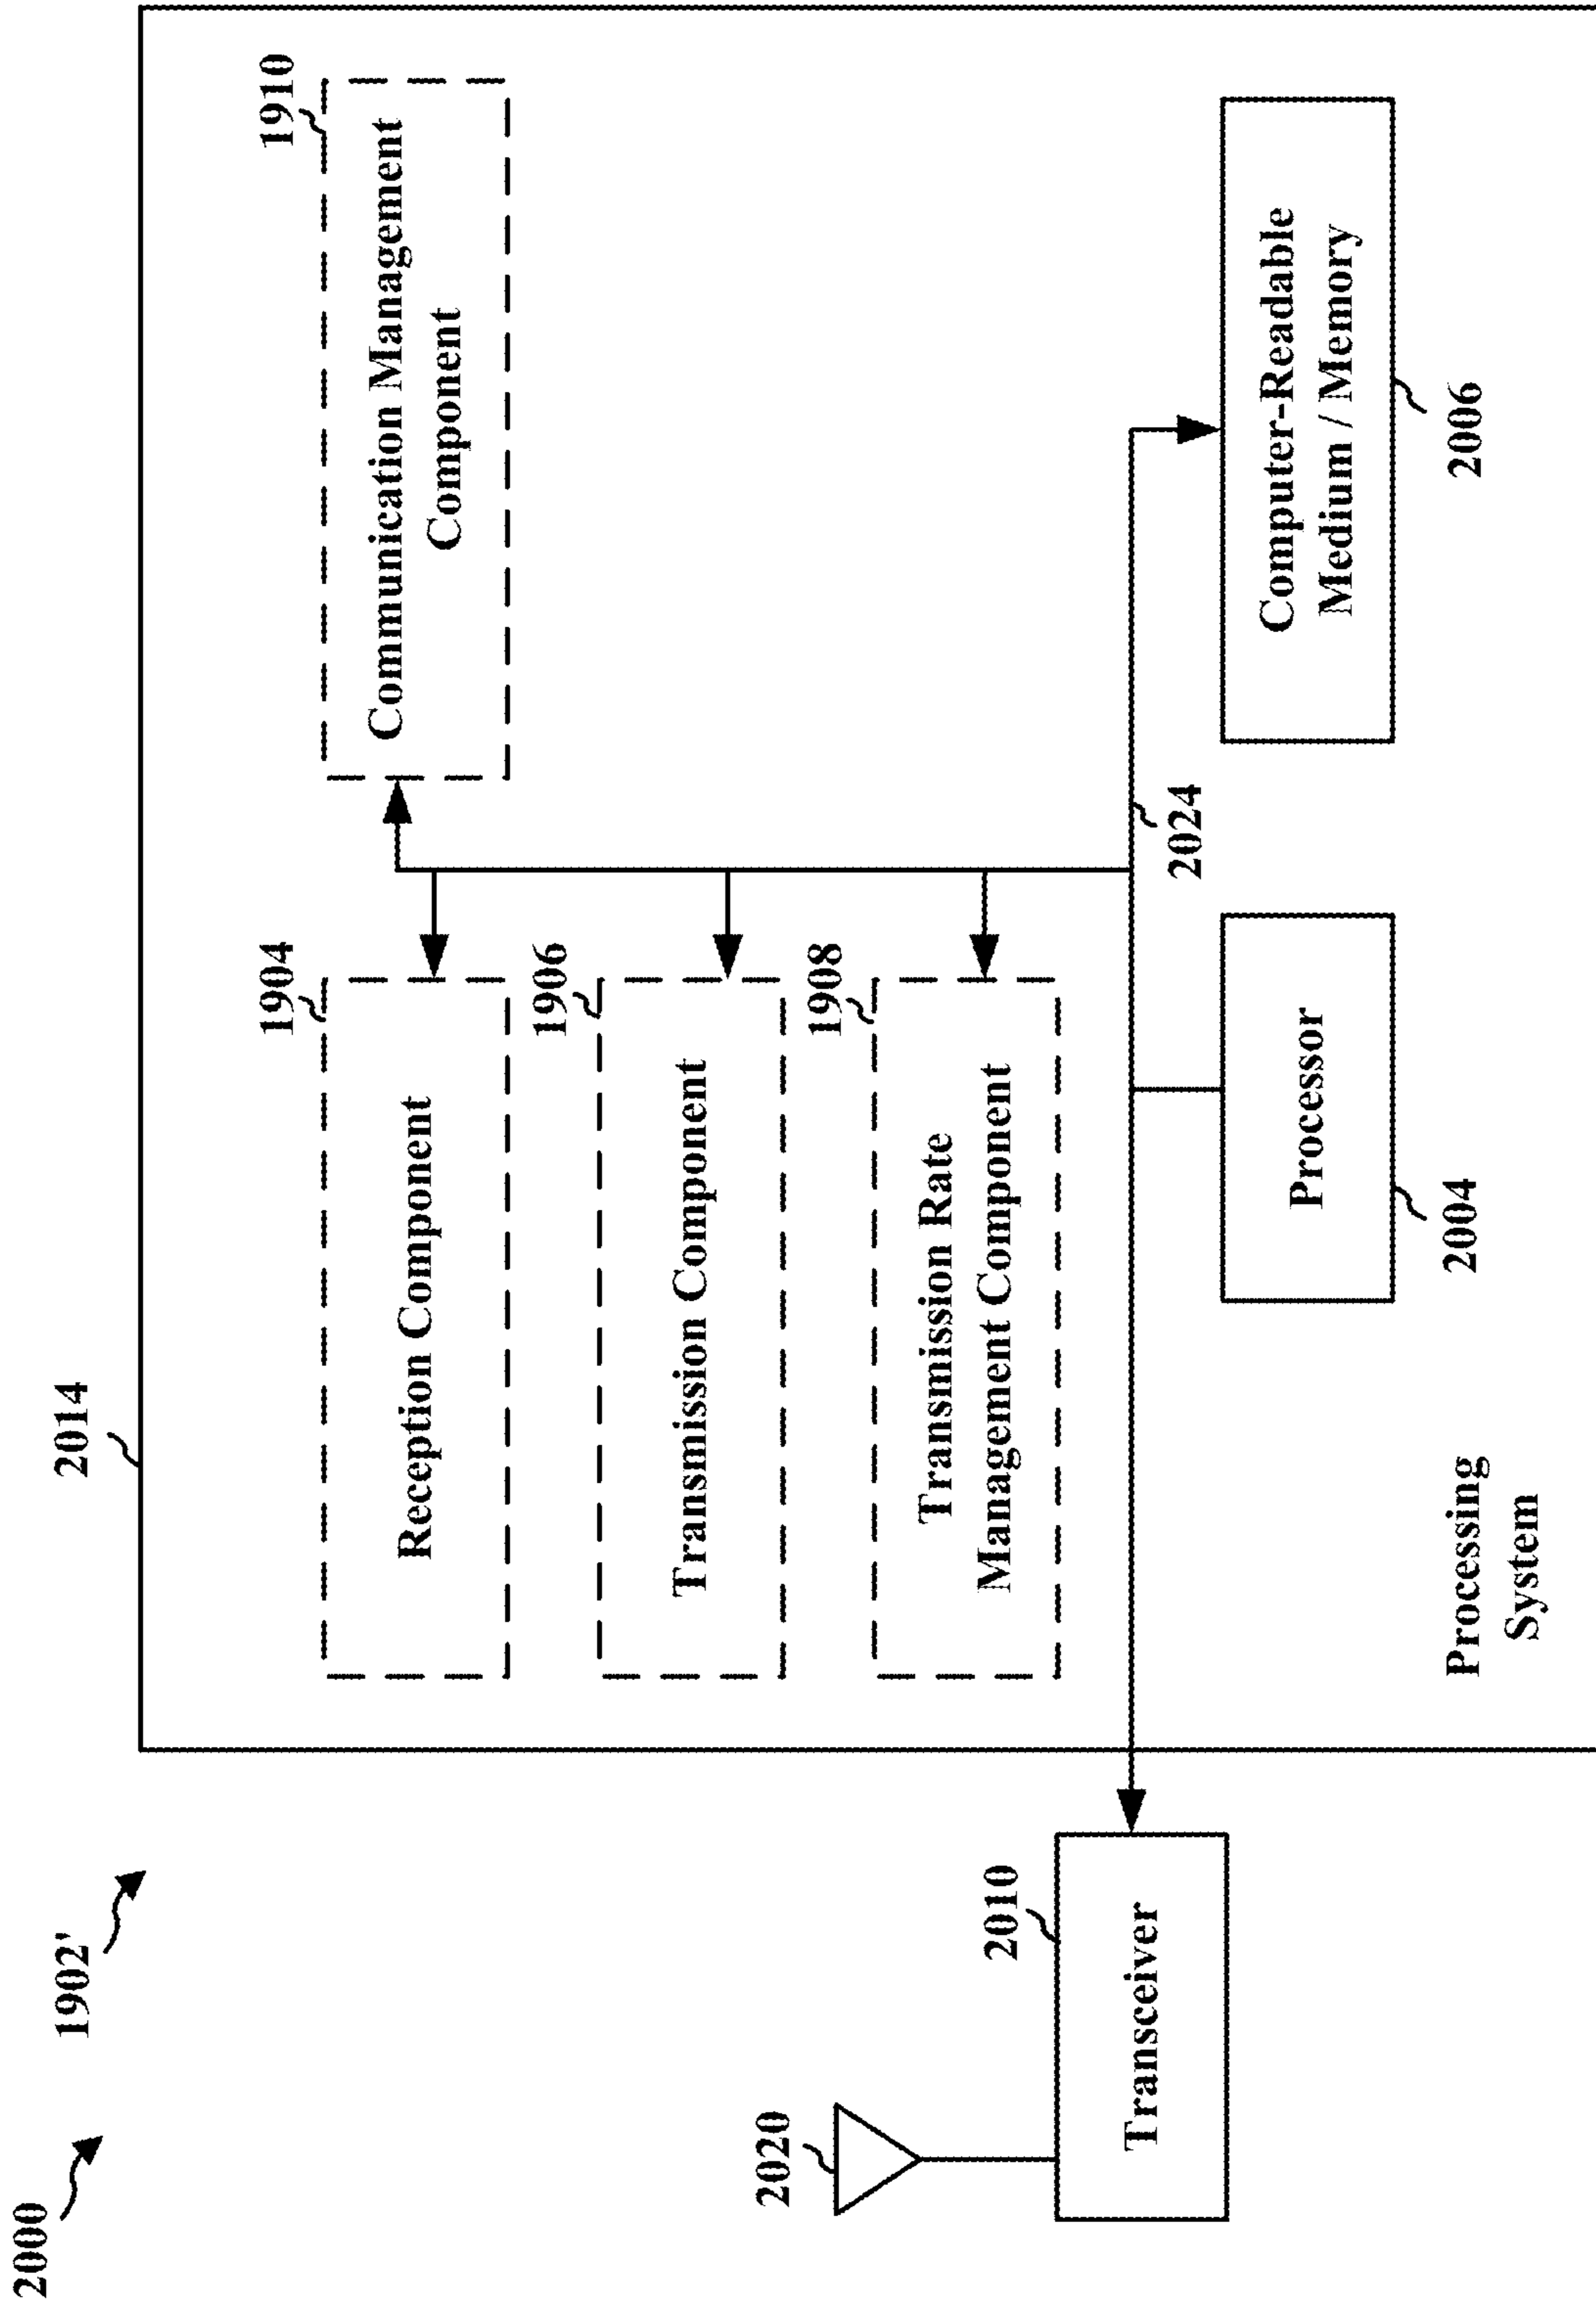 2000
1902'
2014
1904
Reception Component
1910
Communication Management
Component
1906
Transmission Component
1908
Transmission Rate
Management Component
2020
2010
Transceiver
2024
Processor
2004
Computer-Readable
Medium / Memory
2006
Processing
System